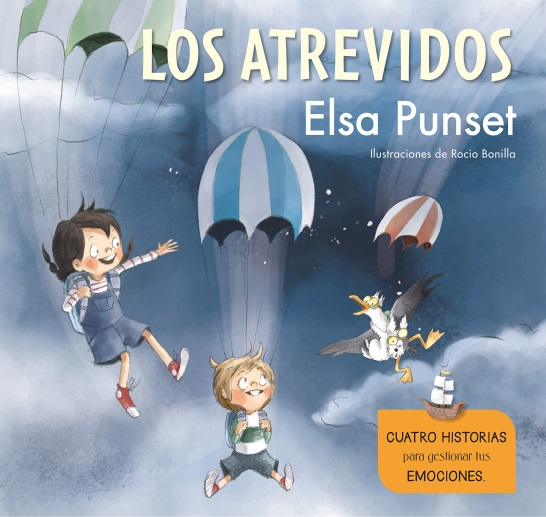 LOS ATREVIDOS
Elsa Punset
Ilustraciones de Rocio Bonilla
CUATRO HISTORIAS
para gestionar tus
EMOCIONES.